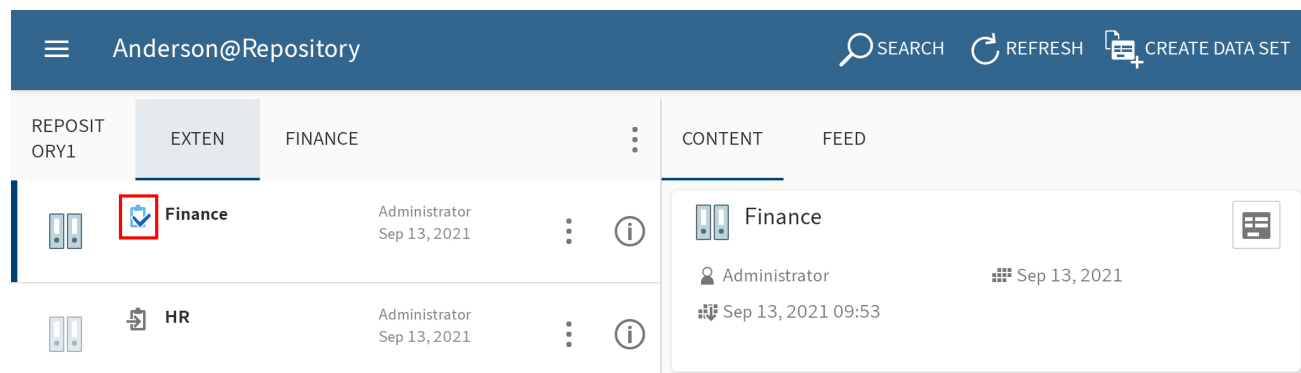 Anderson@Repository
SEARCH
REFRESH
CREATE DATA SET
REPOSIT
ORY1
EXTEN
FINANCE
CONTENT
FEED
Finance
Administrator
Sep 13, 2021
HR
Administrator
Sep 13, 2021
Finance
Administrator
Sep 13, 2021
Sep 13, 2021 09:53